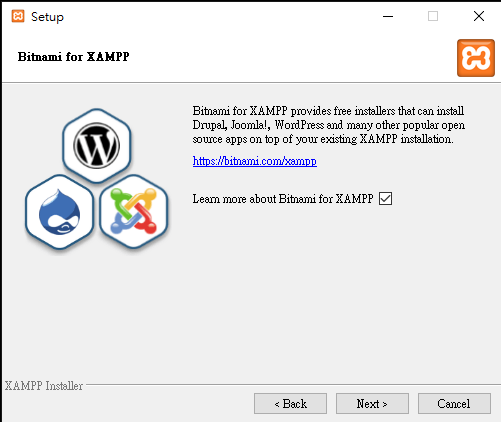 Setup
Bitnami for XAMPP
Bitnami for XAMPP provides free installers that can install
Drupal, Joomla!, WordPress and many other popular open
source apps on top of your existing XAMPP installation.
https://bitnami.com/xampp
Learn more about Bitnami for XAMPP
XAMPP Installer
< Back
Next >
Cancel